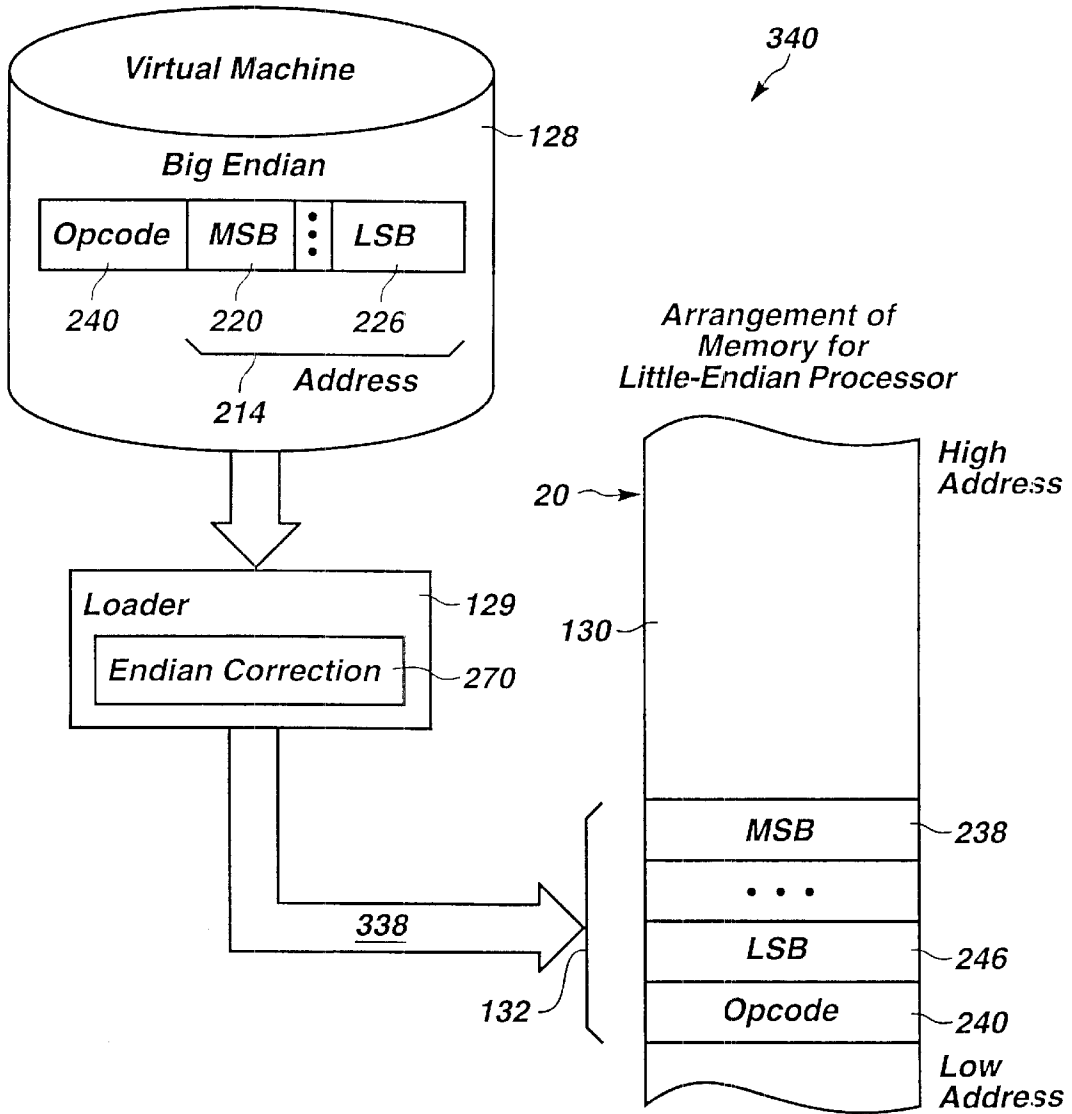 340
Virtual Machine
128
Big Endian
Opcode MSB LSB
240 220 226
Address
214
Arrangement of
Memory for
Little-Endian Processor
High
Address
20
Loader
129
130
Endian Correction
270
MSB
238
338
LSB
246
132
Opcode
240
Low
Address